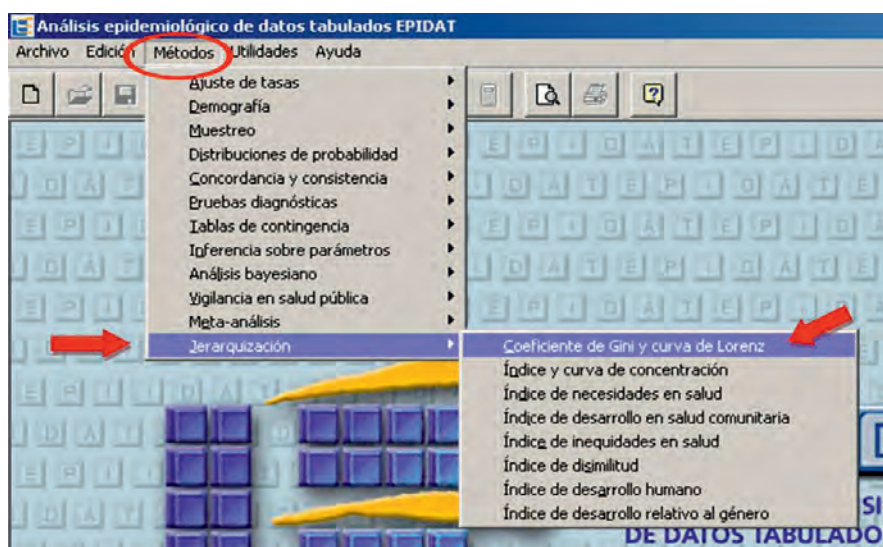 Análisis epidemiológico de datos tabulados EPIDAT
Archivo Edición Métodos Utilidades Ayuda
Ajuste de tasas
Demografía
Muestreo
Distribuciones de probabilidad
Concordancia y consistencia
Pruebas diagnósticas
Tablas de contingencia
Inferencia sobre parámetros
Análisis bayesiano
Vigilancia en salud pública
Meta-análisis
Jerarquización
Coeficiente de Gini y curva de Lorenz
Índice y curva de concentración
Índice de necesidades en salud
Índice de desarrollo en salud comunitaria
Índice de inequidades en salud
Índice de disimilitud
Índice de desarrollo humano
Índice de desarrollo relativo al género
SI
DE DATOS TABULADO